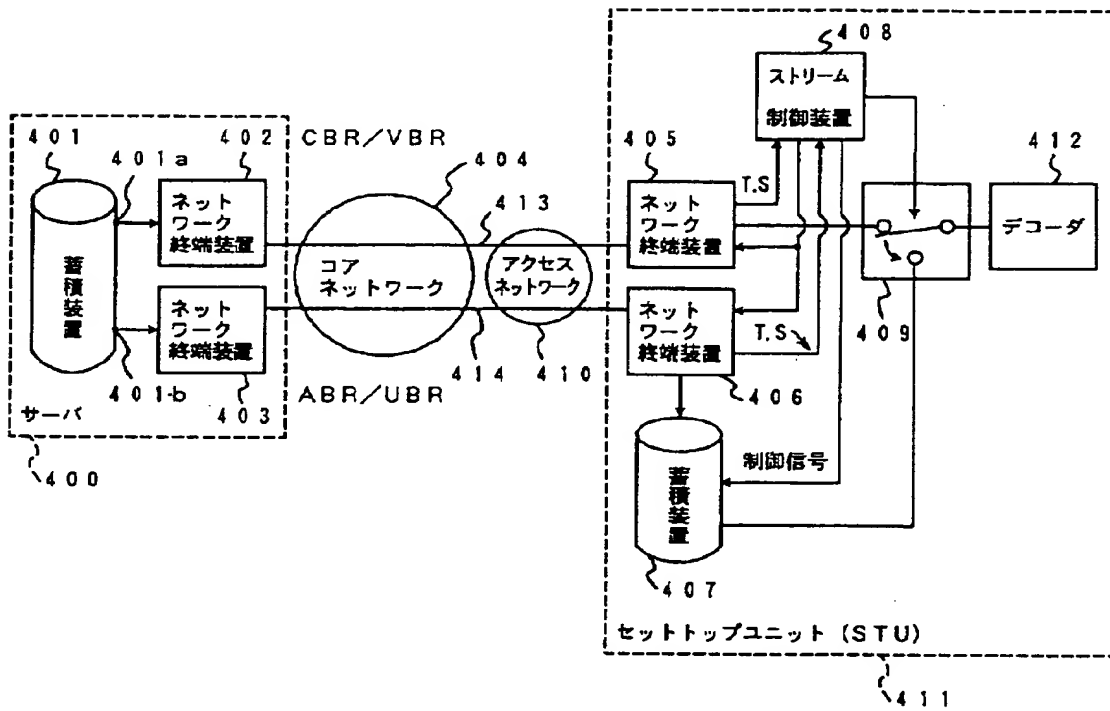 408
ストリーム
制御装置
401
402
401a
ネット
ワーク
終端装置
CBR/VBR
404
413
405
ネット
ワーク
終端装置
T.S
412
デコーダ
蓄積装置
コア
ネットワーク
アクセス
ネットワーク
409
ネット
ワーク
終端装置
401-b
403
ABR/UBR
414
410
ネット
ワーク
終端装置
T.S
406
サーバ
400
制御信号
蓄積装置
407
セットトップユニット(STU)
411